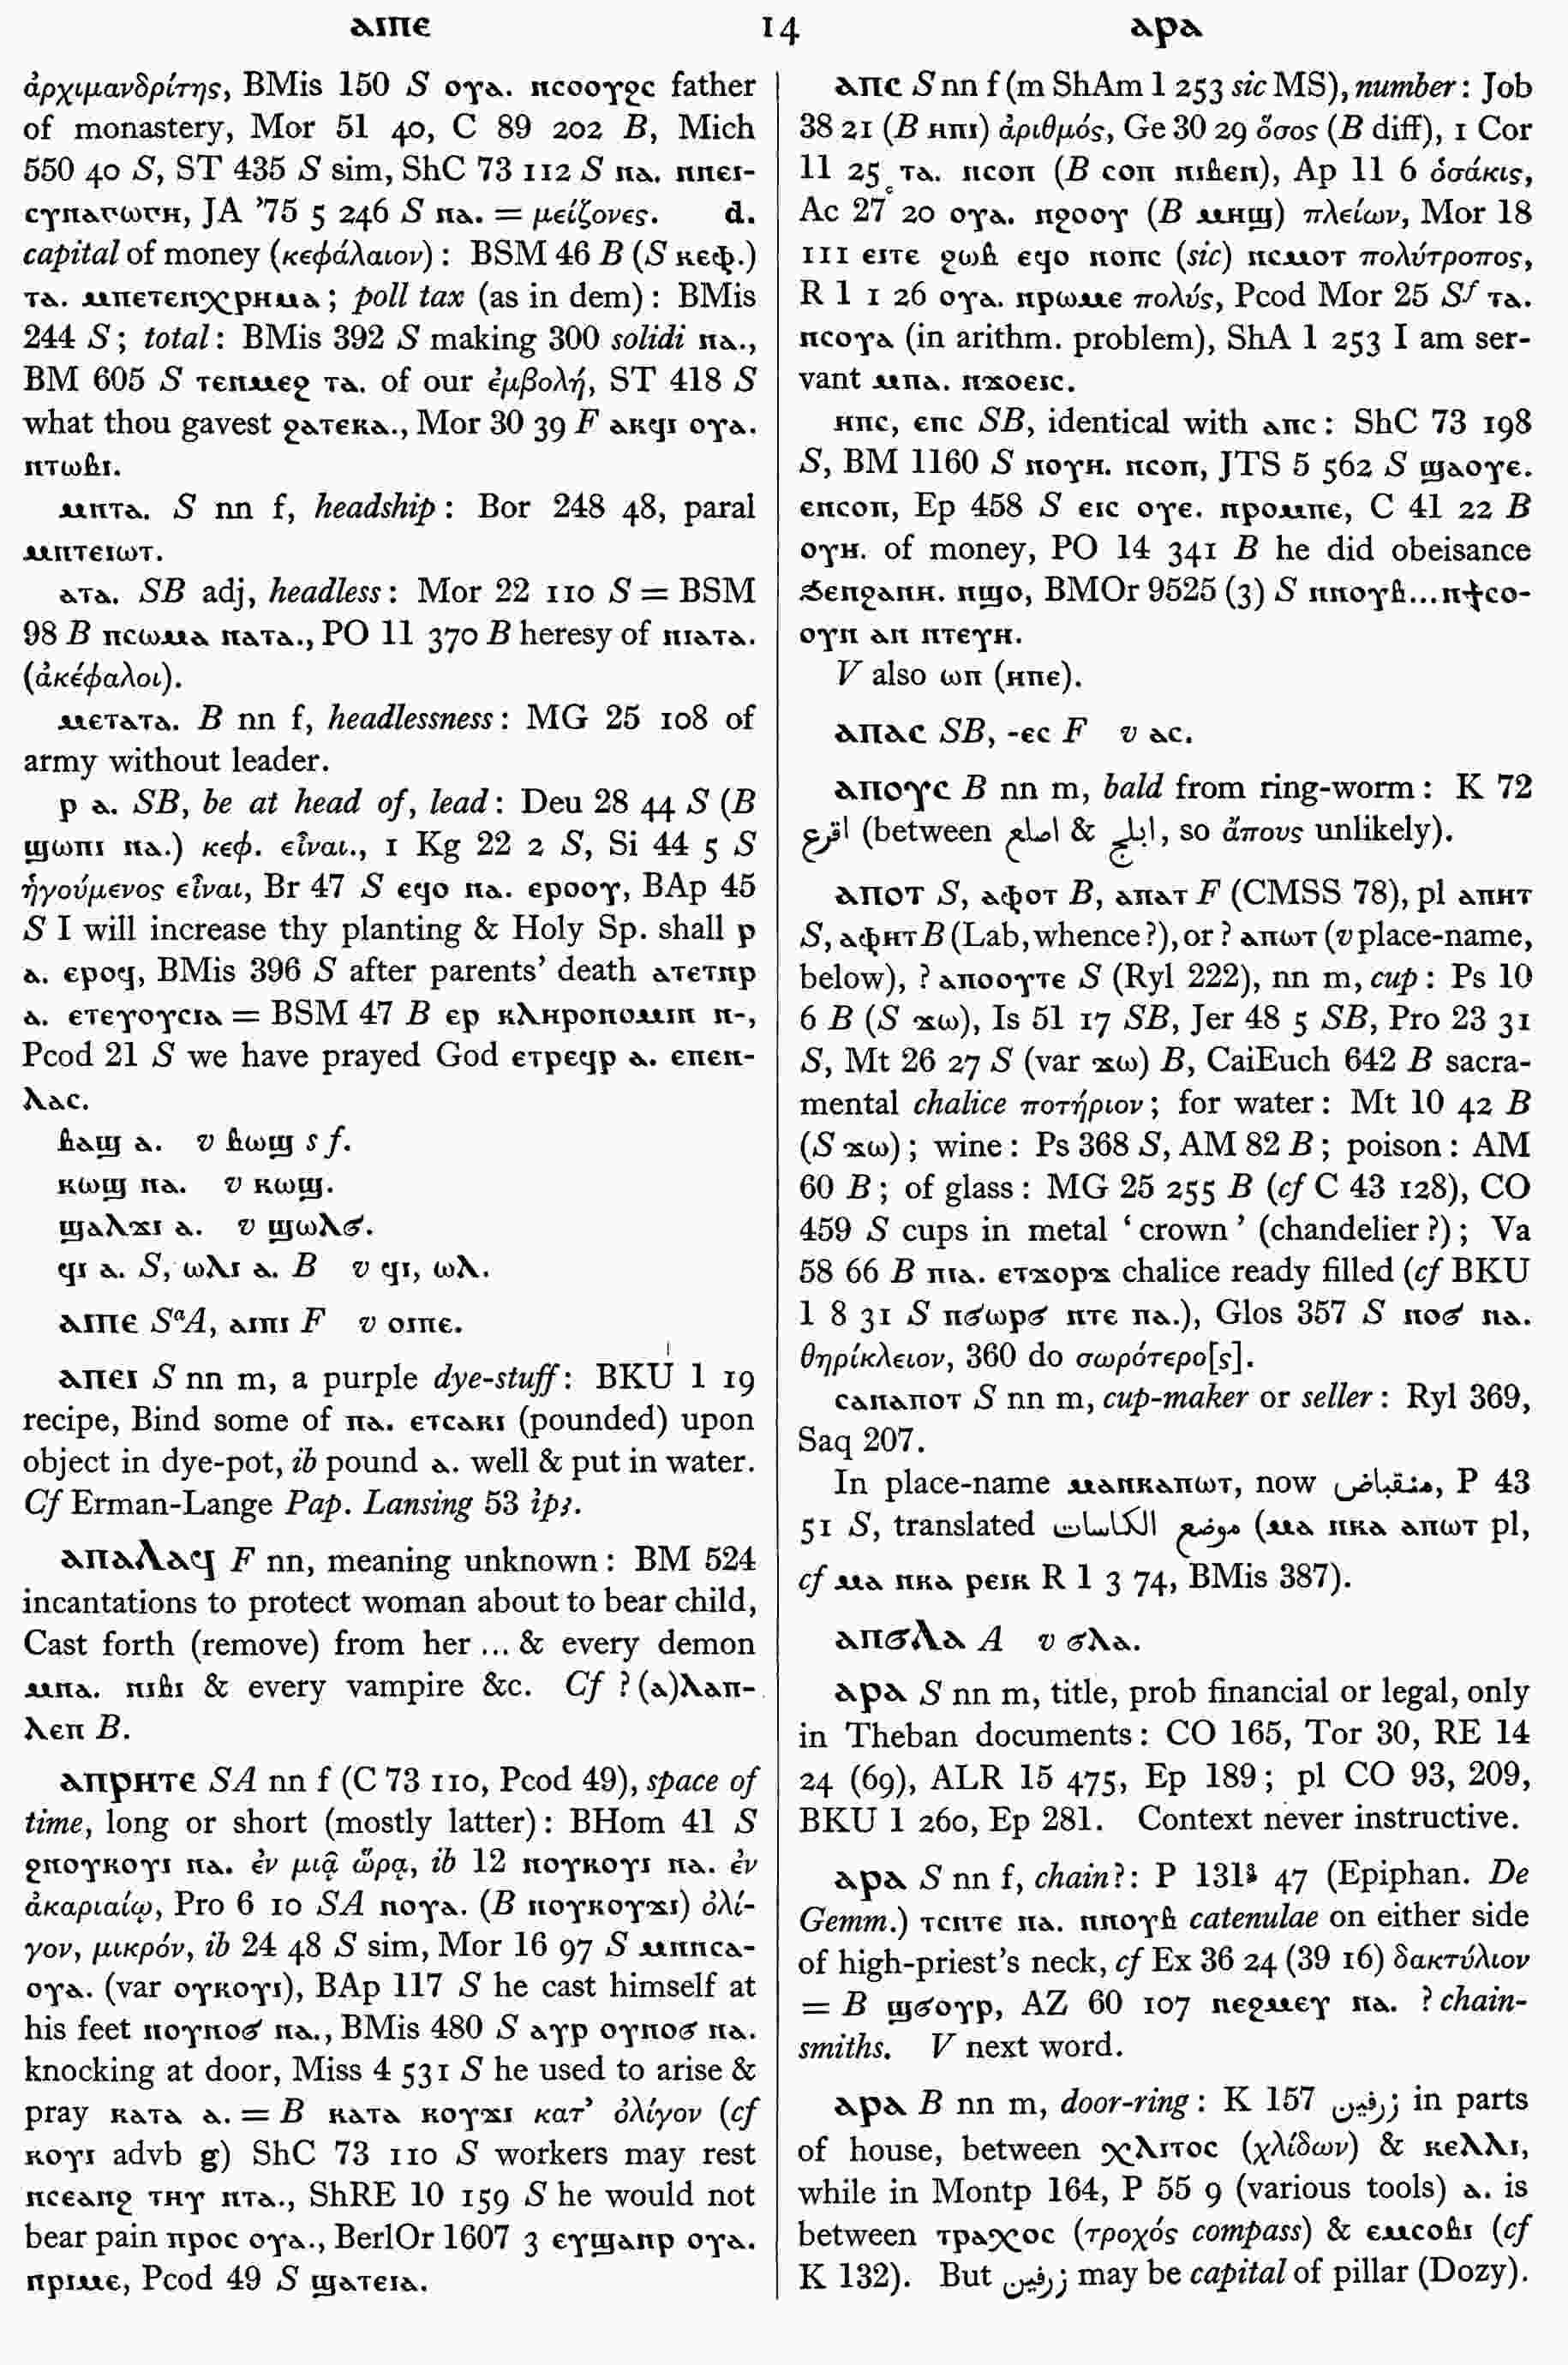 ⲁⲓⲡⲉ 14 ⲁⲣⲁ
ἀρχιμανδρίτης, BMis 150 S ⲟⲩⲁ. ⲛⲥⲟⲟⲩϩⲥ father
of monastery, Mor 51 40, C 89 202 B, Mich
550 40 S, ST 435 S sim, ShC 73 112 S ⲛⲁ. ⲛⲛⲉⲓ-
ⲥⲩⲛⲁⲅⲱⲅⲏ, JA ’75 5 246 S ⲛⲁ. = μείζονες. d.
capital of money (κεφάλαιον): BSM 46 B (S ⲕⲉⲫ.)
ⲧⲁ. ⲙⲡⲉⲧⲉⲛⲭⲣⲏⲙⲁ; poll tax (as in dem): BMis
244 S; total: BMis 392 S making 300 solidi ⲛⲁ.,
BM 605 S ⲧⲉⲛⲙⲉϩ ⲧⲁ. of our ἐμβολή, ST 418 S
what thou gavest ϩⲁⲧⲉⲕⲁ., Mor 30 39 F ⲁⲕϥⲓ ⲟⲩⲁ.
ⲛⲧⲱⲃⲓ.
ⲙⲛⲧⲁ. S nn f, headship: Bor 248 48, paral
ⲙⲛⲧⲉⲓⲱⲧ.
ⲁⲧⲁ. SB adj, headless: Mor 22 110 S = BSM
98 B ⲛⲥⲱⲙⲁ ⲛⲁⲧⲁ., PO 11 370 B heresy of ⲛⲓⲁⲧⲁ.
(ἀκέφαλοι).
ⲙⲉⲧⲁⲧⲁ. B nn f, headlessness: MG 25 108 of
army without leader.
ⲣ ⲁ. SB, be at head of, lead: Deu 28 44 S (B
ϣⲱⲡⲓ ⲛⲁ.) κεφ. εἶναι., 1 Kg 22 2 S, Si 44 5 S
ἡγούμενος εἶναι, Br 47 S ⲉϥⲟ ⲛⲁ. ⲉⲣⲟⲟⲩ, BAp 45
S I will increase thy planting & Holy Sp. shall ⲣ
ⲁ. ⲉⲣⲟϥ, BMis 396 S after parents’ death ⲁⲧⲉⲧⲛⲣ
ⲁ. ⲉⲧⲉⲩⲟⲩⲥⲓⲁ = BSM 47 B ⲉⲣ ⲕⲗⲏⲣⲟⲛⲟⲙⲓⲛ ⲛ-,
Pcod 21 S we have prayed God ⲉⲧⲣⲉϥⲣ ⲁ. ⲉⲛⲉⲛ-
ⲗⲁⲥ.
ⲃⲁϣ ⲁ. v ⲃⲱϣ s f.
ⲕⲱϣ ⲛⲁ. v ⲕⲱϣ.
ϣⲁⲗϫⲓ ⲁ. v ϣⲱⲗϭ.
ϥⲓ ⲁ. S, ⲱⲗⲓ ⲁ. B v ϥⲓ, ⲱⲗ.
ⲁⲓⲡⲉ SᵃA, ⲁⲓⲡⲓ F v ⲟⲓⲡⲉ.
ⲁⲡⲉⲓ S nn m, a purple dye-stuff: BKU 1 19
recipe, Bind some of ⲡⲁ. ⲉⲧⲥⲁⲕⲓ (pounded) upon
object in dye-pot, ib pound ⲁ. well & put in water.
Cf Erman-Lange Pap. Lansing 53 ἰpꜣ.
ⲁⲡⲁⲗⲁϥ F nn, meaning unknown: BM 524
incantations to protect woman about to bear child,
Cast forth (remove) from her ... & every demon
ⲙⲡⲁ. ⲛⲓⲃⲓ & every vampire &c. Cf ? (ⲁ)ⲗⲁⲡ-
ⲗⲉⲡ B.
ⲁⲡⲣⲏⲧⲉ SA nn f (C 73 110, Pcod 49), space of
time, long or short (mostly latter): BHom 41 S
ϩⲛⲟⲩⲕⲟⲩⲓ ⲛⲁ. ἐν μιᾷ ὥρᾳ, ib 12 ⲛⲟⲩⲕⲟⲩⲓ ⲛⲁ. ἐν
ἀκαριαίῳ, Pro 6 10 SA ⲛⲟⲩⲁ. (B ⲛⲟⲩⲕⲟⲩϫⲓ) ὀλί-
γον, μικρόν, ib 24 48 S sim, Mor 16 97 S ⲙⲛⲛⲥⲁ-
ⲟⲩⲁ. (var ⲟⲩⲕⲟⲩⲓ), BAp 117 S he cast himself at
his feet ⲛⲟⲩⲛⲟϭ ⲛⲁ., BMis 480 S ⲁⲩⲣ ⲟⲩⲛⲟϭ ⲛⲁ.
knocking at door, Miss 4 531 S he used to arise &
pray ⲕⲁⲧⲁ ⲁ. = B ⲕⲁⲧⲁ ⲕⲟⲩϫⲓ κατ’ ὀλίγον (cf
ⲕⲟⲩⲓ advb g) ShC 73 110 S workers may rest
ⲛⲥⲉⲁⲛϩ ⲧⲏⲩ ⲛⲧⲁ., ShRE 10 159 S he would not
bear pain ⲡⲣⲟⲥ ⲟⲩⲁ., BerlOr 1607 3 ⲉⲩϣⲁⲛⲣ ⲟⲩⲁ.
ⲛⲣⲓⲙⲉ, Pcod 49 S ϣⲁⲧⲉⲓⲁ.
ⲁⲡⲥ S nn f (m ShAm 1 253 sic MS), number: Job
38 21 (B ⲏⲡⲓ) ἀριθμός, Ge 30 29 ὅσος (B diff), 1 Cor
11 25 ⲧⲁ. ⲛⲥⲟⲡ (B ⲥⲟⲡ ⲛⲓⲃⲉⲛ), Ap 11 6 ὁσάκις,
Ac 27 20 ⲟⲩⲁ. ⲛϩⲟⲟⲩ (B ⲙⲏϣ) πλείων, Mor 18
111 ⲉⲓⲧⲉ ϩⲱⲃ ⲉϥⲟ ⲛⲟⲡⲥ (sic) ⲛⲥⲙⲟⲧ πολύτροπος,
R 1 1 26 ⲟⲩⲁ. ⲛⲣⲱⲙⲉ πολύς, Pcod Mor 25 Sᶠ ⲧⲁ.
ⲛⲥⲟⲩⲁ (in arithm. problem), ShA 1 253 I am ser-
vant ⲙⲡⲁ. ⲛϫⲟⲉⲓⲥ.
ⲏⲡⲥ, ⲉⲡⲥ SB, identical with ⲁⲡⲥ: ShC 73 198
S, BM 1160 S ⲛⲟⲩⲏ. ⲛⲥⲟⲡ, JTS 5 562 S ϣⲁⲟⲩⲉ.
ⲉⲛⲥⲟⲡ, Ep 458 S ⲉⲓⲥ ⲟⲩⲉ. ⲛⲣⲟⲙⲡⲉ, C 41 22 B
ⲟⲩⲏ. of money, PO 14 341 B he did obeisance
ϧⲉⲛϩⲁⲛⲏ. ⲛϣⲟ, BMOr 9525 (3) S ⲛⲛⲟⲩⲃ...ⲛϯⲥⲟ-
ⲟⲩⲛ ⲁⲛ ⲛⲧⲉⲩⲏ.
V also ⲱⲡ (ⲏⲡⲉ).
ⲁⲡⲁⲥ SB, -ⲉⲥ F v ⲁⲥ.
ⲁⲡⲟⲩⲥ B nn m, bald from ring-worm: K 72
اقرع (between اصلع & ابلج, so ἄπους unlikely).
ⲁⲡⲟⲧ S, ⲁⲫⲟⲧ B, ⲁⲡⲁⲧ F (CMSS 78), pl ⲁⲡⲏⲧ
S, ⲁⲫⲏⲧ B (Lab, whence?), or ? ⲁⲡⲱⲧ (v place-name,
below), ? ⲁⲡⲟⲟⲩⲧⲉ S (Ryl 222), nn m, cup: Ps 10
6 B (S ϫⲱ), Is 51 17 SB, Jer 48 5 SB, Pro 23 31
S, Mt 26 27 S (var ϫⲱ) B, CaiEuch 642 B sacra-
mental chalice ποτήριον; for water: Mt 10 42 B
(S ϫⲱ); wine: Ps 368 S, AM 82 B; poison: AM
60 B; of glass: MG 25 255 B (cf C 43 128), CO
459 S cups in metal ‘crown’ (chandelier?); Va
58 66 B ⲡⲓⲁ. ⲉⲧϫⲟⲣϫ chalice ready filled (cf BKU
1 8 31 S ⲡϭⲱⲣϭ ⲛⲧⲉ ⲡⲁ.), Glos 357 S ⲛⲟϭ ⲛⲁ.
θηρίκλειον, 360 do σωρότερο[ς].
ⲥⲁⲛⲁⲡⲟⲧ S nn m, cup-maker or seller: Ryl 369,
Saq 207.
In place-name ⲙⲁⲛⲕⲁⲡⲱⲧ, now منقباض, P 43
51 S, translated موضع الكاسات (ⲙⲁ ⲛⲕⲁ ⲁⲡⲱⲧ pl,
cf ⲙⲁ ⲛⲕⲁ ⲣⲉⲓⲕ R 1 3 74, BMis 387).
ⲁⲡϭⲗⲁ A v ϭⲗⲁ.
ⲁⲣⲁ S nn m, title, prob financial or legal, only
in Theban documents: CO 165, Tor 30, RE 14
24 (69), ALR 15 475, Ep 189; pl CO 93, 209,
BKU 1 260, Ep 281. Context never instructive.
ⲁⲣⲁ S nn f, chain?: P 131⁸ 47 (Epiphan. De
Gemm.) ⲧⲥⲛⲧⲉ ⲛⲁ. ⲛⲛⲟⲩⲃ catenulae on either side
of high-priest’s neck, cf Ex 36 24 (39 16) δακτύλιον
= B ϣϭⲟⲩⲣ, AZ 60 107 ⲛⲉϩⲙⲉⲩ ⲛⲁ. ? chain-
smiths. V next word.
ⲁⲣⲁ B nn m, door-ring: K 157 زرفين in parts
of house, between ⲭⲗⲓⲧⲟⲥ (χλίδων) & ⲕⲉⲗⲗⲓ,
while in Montp 164, P 55 9 (various tools) ⲁ. is
between ⲧⲣⲁⲭⲟⲥ (τροχός compass) & ⲉⲙⲥⲟⲃⲓ (cf
K 132). But زرفين may be capital of pillar (Dozy).